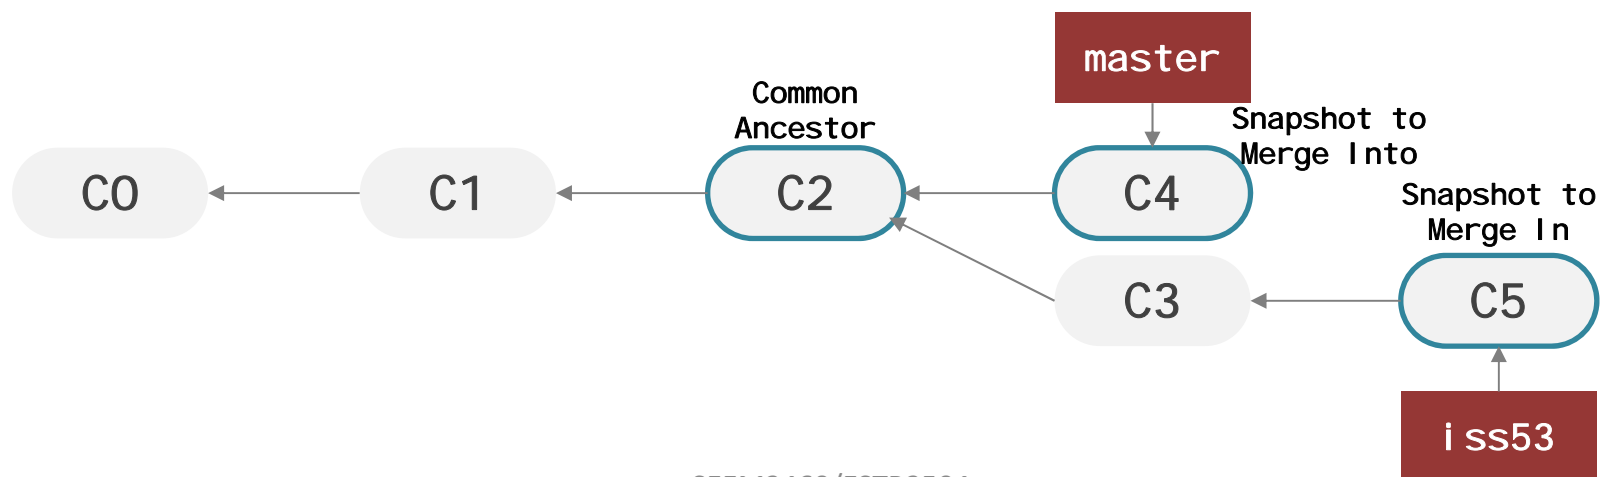 master
Common
Ancestor
Snapshot to
Merge Into
C0
C1
C2
C4
Snapshot to
Merge In
C3
C5
iss53